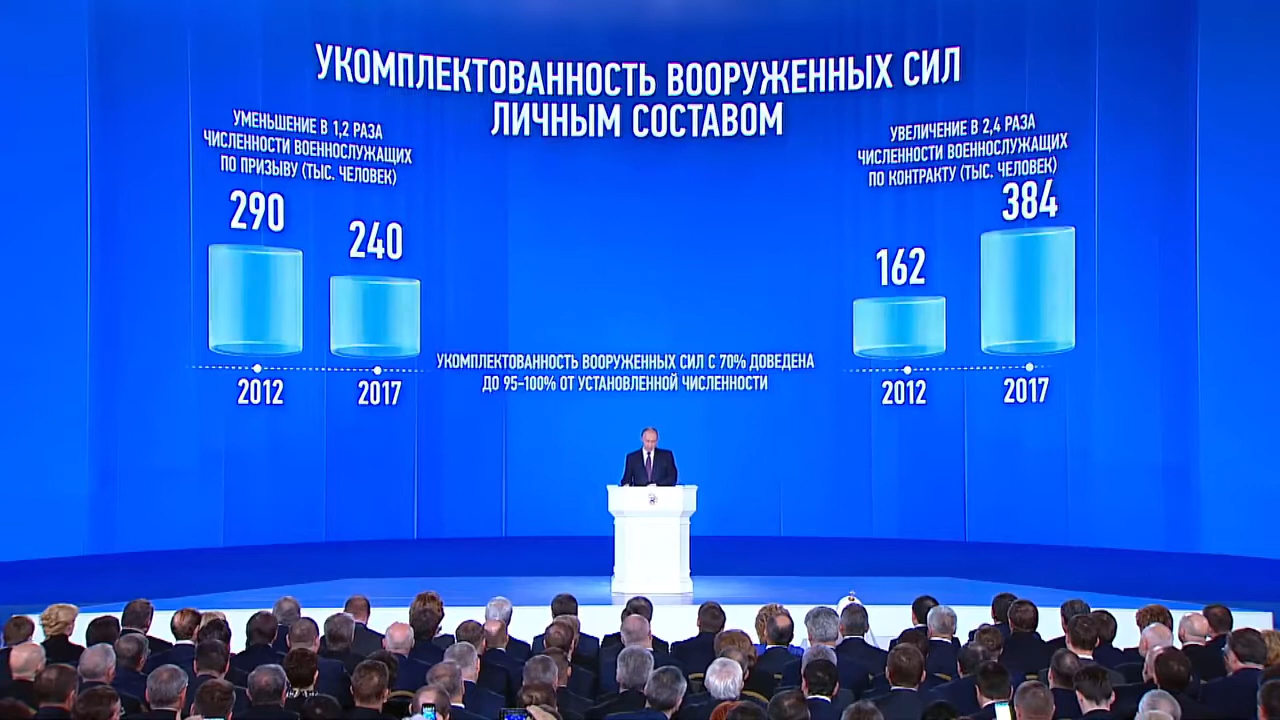 УКОМПЛЕКТОВАННОСТЬ ВООРУЖЕННЫХ СИЛ
ЛИЧНЫМ СОСТАВОМ
УМЕНЬШЕНИЕ В 1,2 РАЗА
ЧИСЛЕННОСТИ ВОЕННОСЛУЖАЩИХ
ПО ПРИЗЫВУ (ТЫС. ЧЕЛОВЕК)
290
240
2012
2017
УКОМПЛЕКТОВАННОСТЬ ВООРУЖЕННЫХ СИЛ С 70% ДОВЕДЕНА
ДО 95-100% ОТ УСТАНОВЛЕННОЙ ЧИСЛЕННОСТИ
УВЕЛИЧЕНИЕ В 2,4 РАЗА
ЧИСЛЕННОСТИ ВОЕННОСЛУЖАЩИХ
ПО КОНТРАКТУ (ТЫС. ЧЕЛОВЕК)
384
162
2012
2017